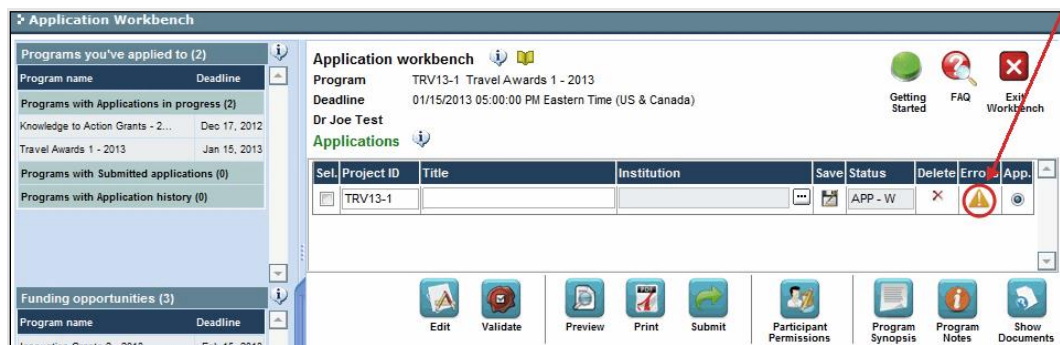 Application Workbench
Programs you've applied to (2)
Program name Deadline
Programs with Applications in progress (2)
Knowledge to Action Grants - 2... Dec 17, 2012
Travel Awards 1 - 2013 Jan 15, 2013
Programs with Submitted applications (0)
Programs with Application history (0)
Funding opportunities (3)
Program name Deadline
Application workbench
Program TRV13-1 Travel Awards 1 - 2013
Deadline 01/15/2013 05:00:00 PM Eastern Time (US & Canada)
Dr Joe Test
Applications
Getting Started
FAQ
Exit Workbench
Sel. Project ID Title Institution Save Status Delete Errors App.
TRV13-1 ... APP - W
Edit
Validate
Preview
PDF
Print
Submit
Participant Permissions
Program Synopsis
Program Notes
Show Documents